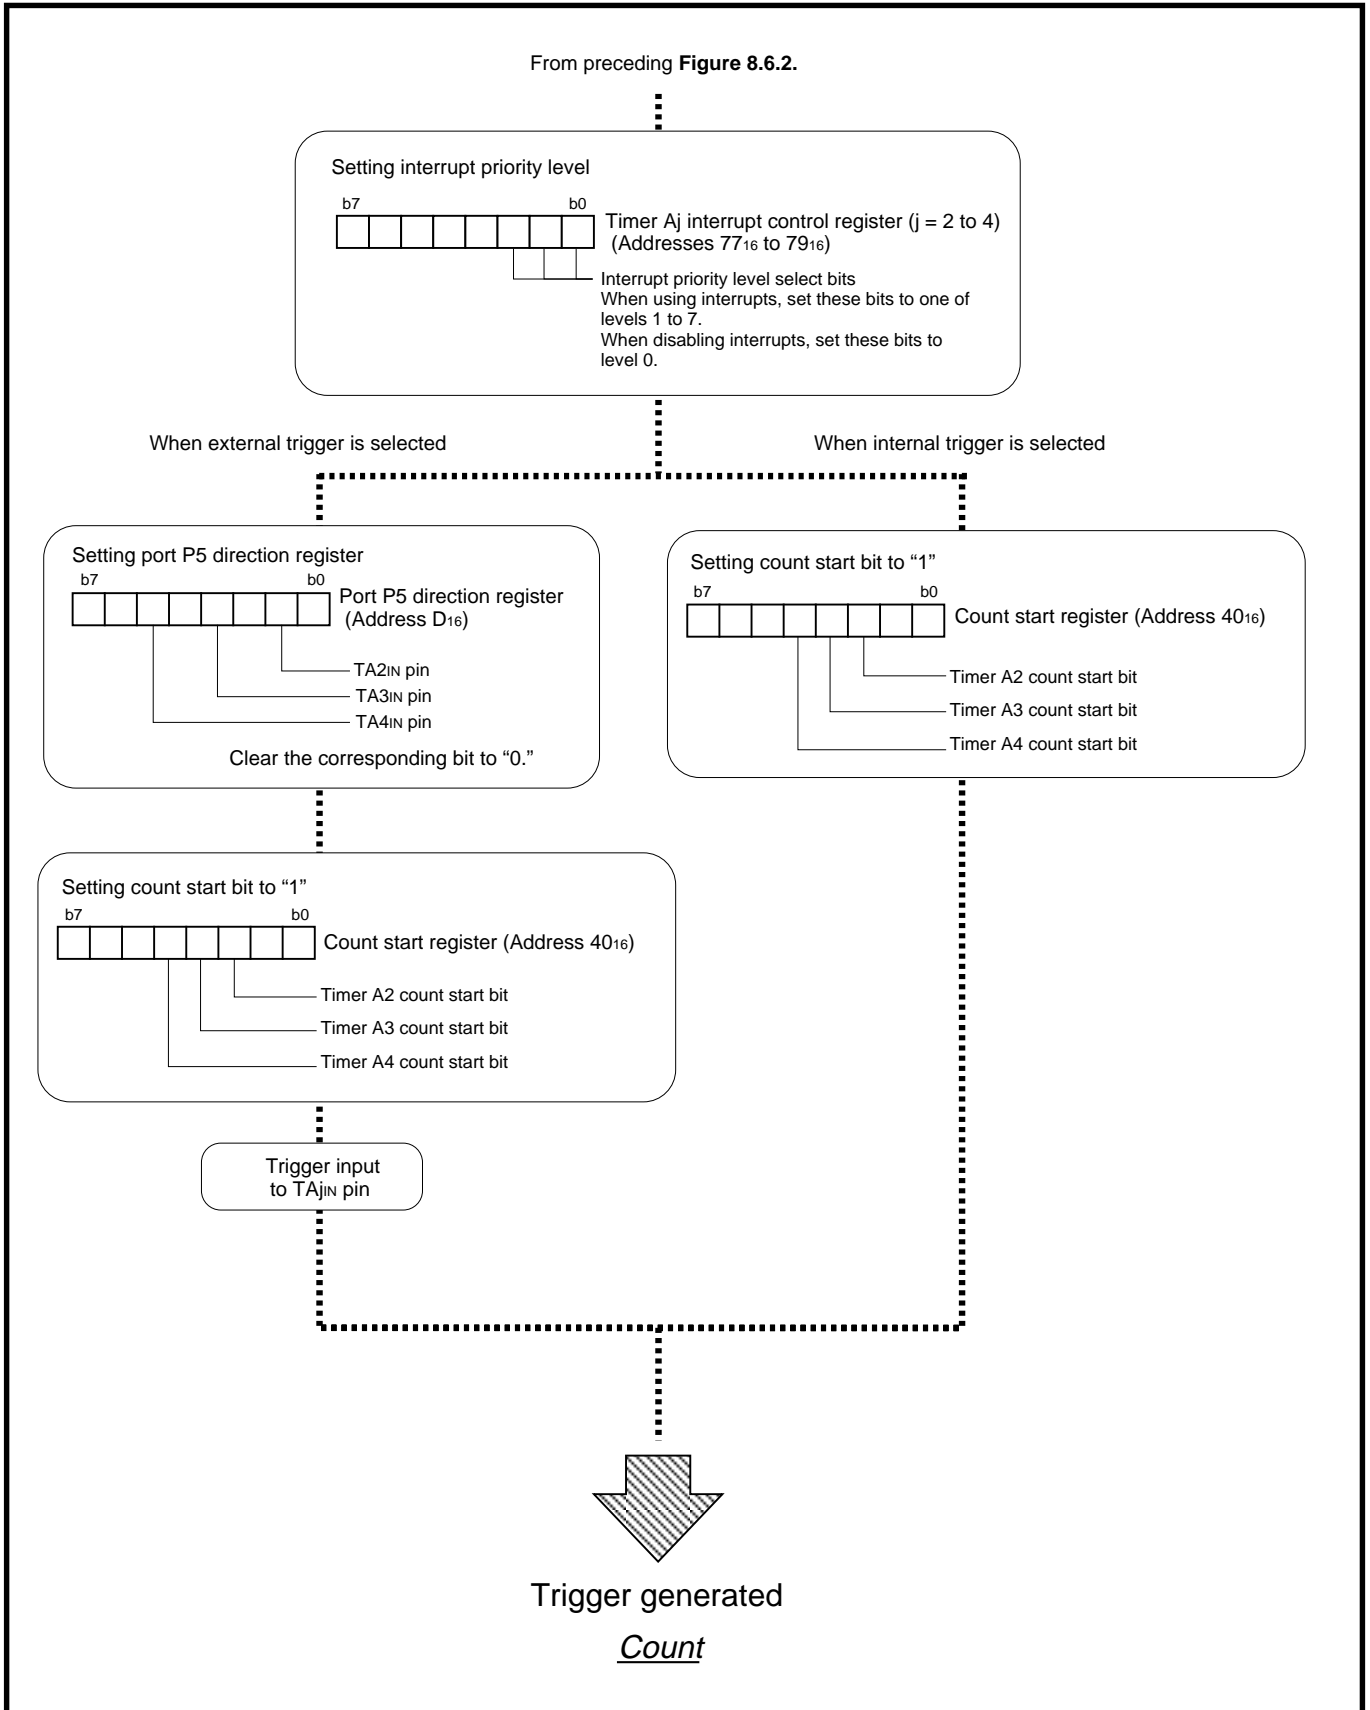 From preceding Figure 8.6.2.
Setting interrupt priority level
b7 b0
Timer Aj interrupt control register (j = 2 to 4)
(Addresses 7716 to 7916)
Interrupt priority level select bits
When using interrupts, set these bits to one of
levels 1 to 7.
When disabling interrupts, set these bits to
level 0.
When external trigger is selected
When internal trigger is selected
Setting port P5 direction register
b7 b0
Port P5 direction register
(Address D16)
TA2IN pin
TA3IN pin
TA4IN pin
Clear the corresponding bit to “0.”
Setting count start bit to “1”
b7 b0
Count start register (Address 4016)
Timer A2 count start bit
Timer A3 count start bit
Timer A4 count start bit
Setting count start bit to “1”
b7 b0
Count start register (Address 4016)
Timer A2 count start bit
Timer A3 count start bit
Timer A4 count start bit
Trigger input
to TAjIN pin
Trigger generated
Count